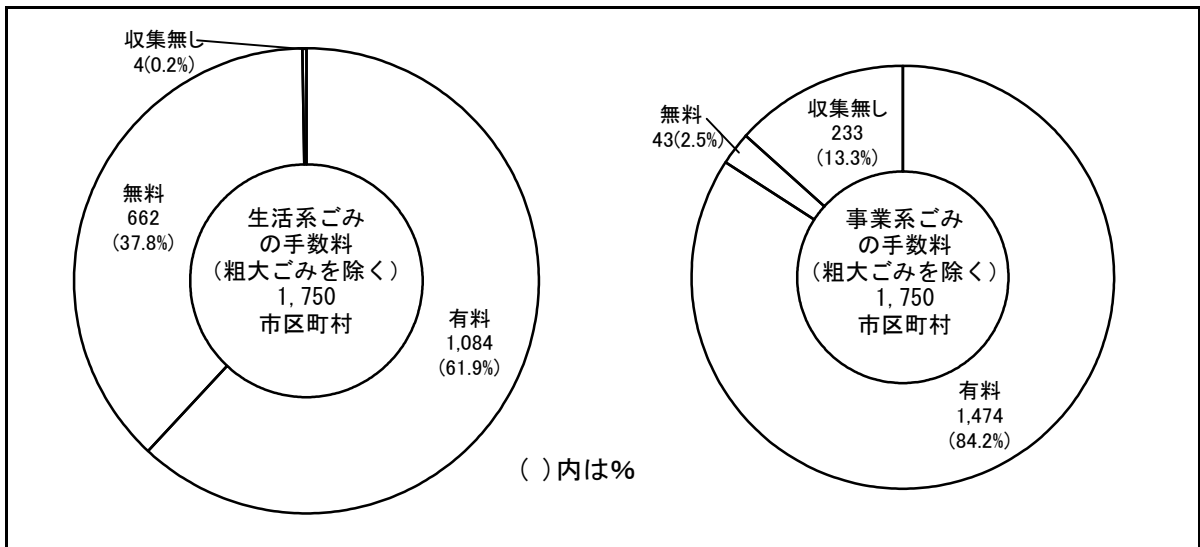 収集無し
4(0.2%)
無料
662
(37.8%)
生活系ごみ
の手数料
(粗大ごみを除く)
1,750
市区町村
有料
1,084
(61.9%)
無料
43(2.5%)
収集無し
233
(13.3%)
事業系ごみ
の手数料
(粗大ごみを除く)
1,750
市区町村
有料
1,474
(84.2%)
( )内は%